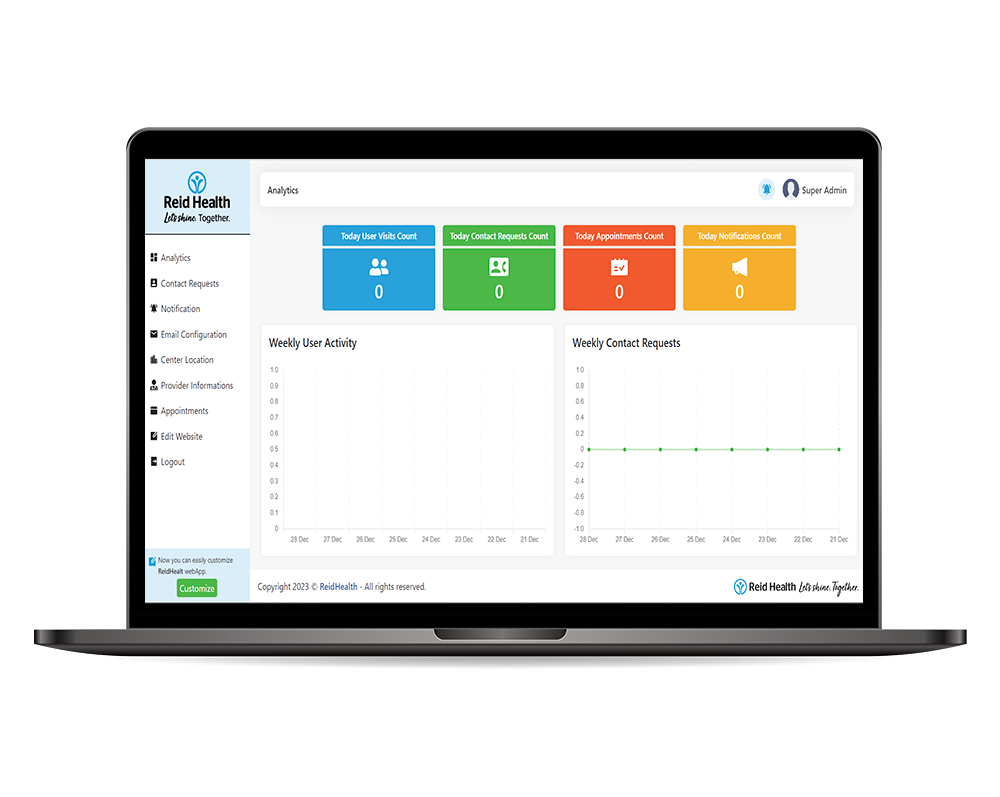 Reid Health
Let's shine. Together.
Analytics
Contact Requests
Notification
Email Configuration
Center Location
Provider Informations
Appointments
Edit Website
Logout
Now you can easily customize
ReidHealt webApp.
Customize
Analytics
Super Admin
Today User Visits Count
0
Today Contact Requests Count
0
Today Appointments Count
0
Today Notifications Count
0
Weekly User Activity
1.0
0.9
0.8
0.7
0.6
0.5
0.4
0.3
0.2
0.1
0
28 Dec 27 Dec 26 Dec 25 Dec 24 Dec 23 Dec 22 Dec 21 Dec
Weekly Contact Requests
1.0
0.8
0.6
0.4
0.2
0
-0.2
-0.4
-0.6
-0.8
-1.0
28 Dec 27 Dec 26 Dec 25 Dec 24 Dec 23 Dec 22 Dec 21 Dec
Copyright 2023 © ReidHealth - All rights reserved.
Reid Health Let's shine. Together.